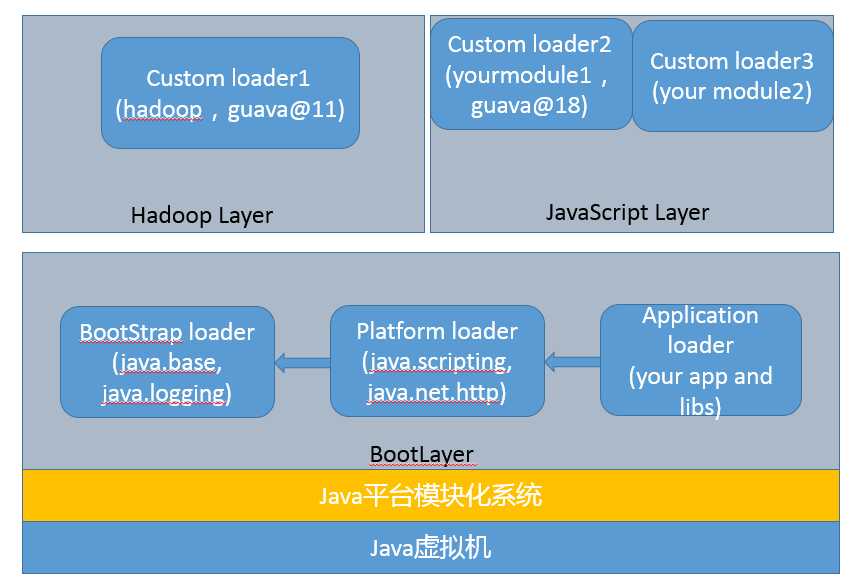 Custom loader1
(hadoop，guava@11)
Hadoop Layer
Custom loader2
(yourmodule1，
guava@18)
Custom loader3
(your module2)
JavaScript Layer
BootStrap loader
(java.base,
java.logging)
Platform loader
(java.scripting,
java.net.http)
Application
loader
(your app and
libs)
BootLayer
Java平台模块化系统
Java虚拟机